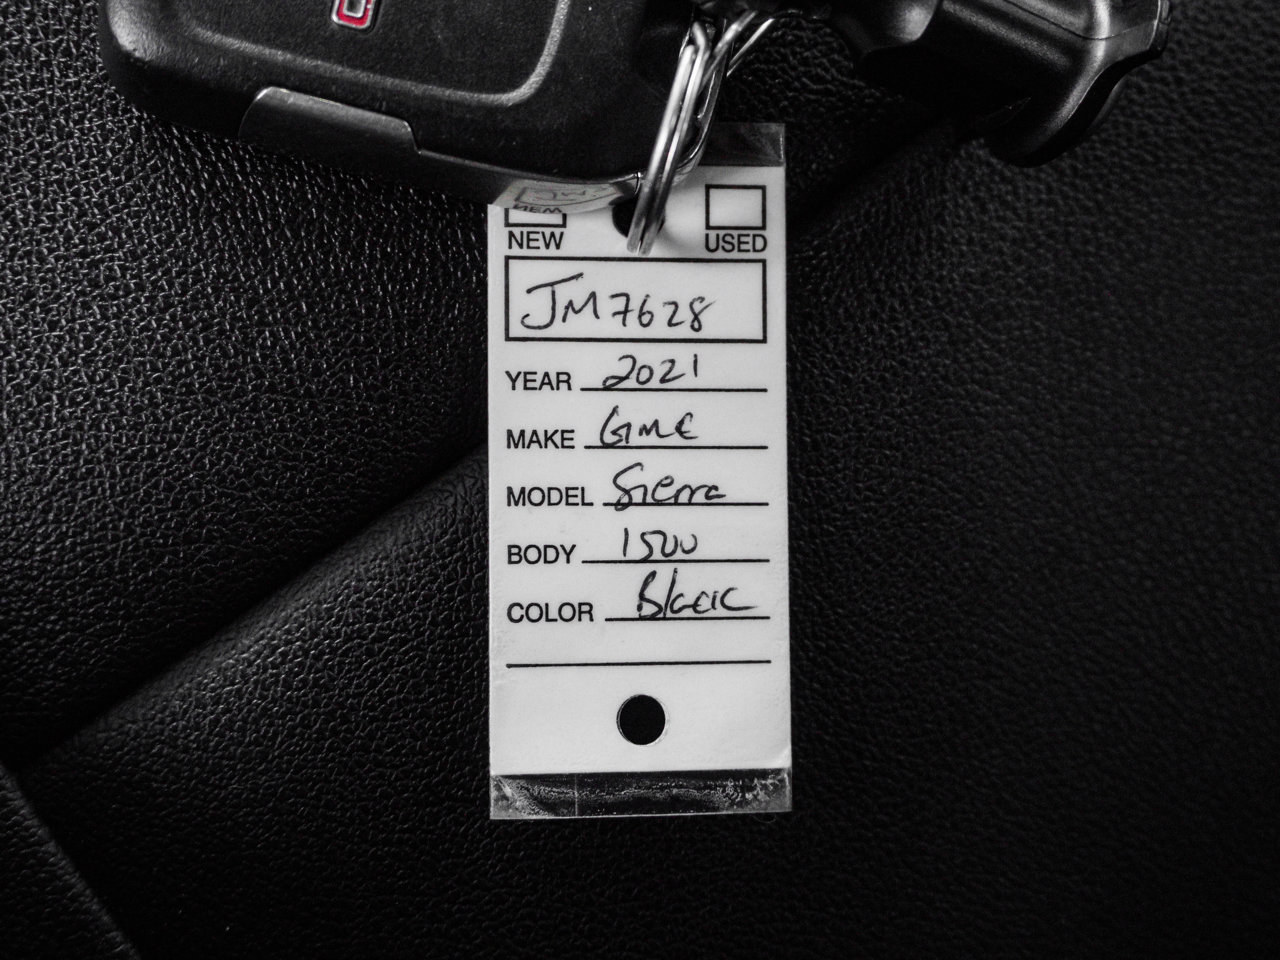 NEW USED
JM7628
YEAR 2021
MAKE GMC
MODEL Sierra
BODY 1500
COLOR Black